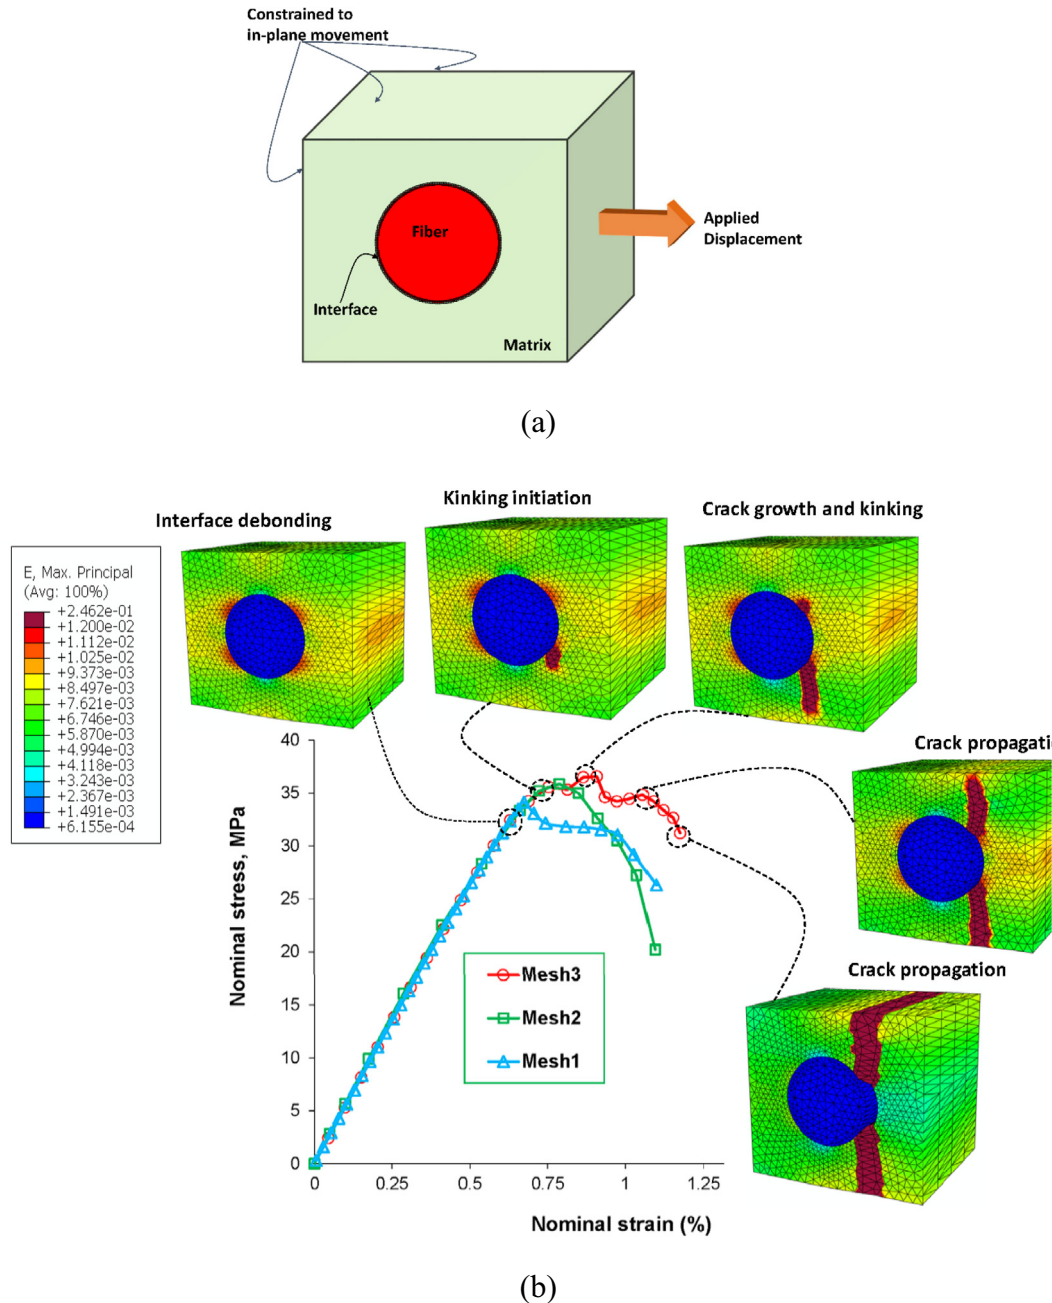 Constrained to
in-plane movement
Fiber
Applied
Displacement
Interface
Matrix
(a)
Kinking initiation
Crack growth and kinking
Interface debonding
E, Max. Principal
(Avg: 100%)
+2.462e-01
+1.200e-02
+1.112e-02
+1.025e-02
+9.373e-03
+8.497e-03
+7.621e-03
+6.746e-03
+5.870e-03
+4.994e-03
+4.118e-03
+3.243e-03
+2.367e-03
+1.491e-03
+6.155e-04
Crack propagatio
Crack propagation
Nominal stress, MPa
40
35
30
25
20
15
10
5
0
Mesh3
Mesh2
Mesh1
0 0.25 0.5 0.75 1 1.25
Nominal strain (%)
(b)